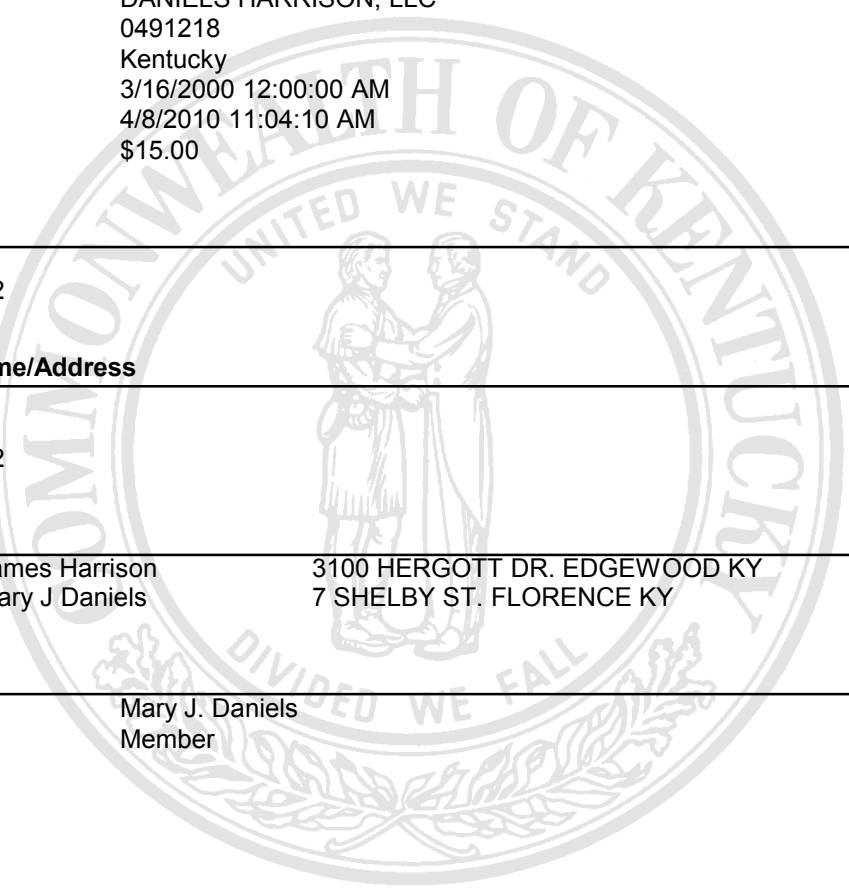 DANIELS HARRISON, LLC
0491218
Kentucky
3/16/2000 12:00:00 AM
4/8/2010 11:04:10 AM
$15.00
COMMONWEALTH OF KENTUCKY
UNITED WE STAND
2
me/Address
2
ames Harrison 3100 HERGOTT DR. EDGEWOOD KY
ary J Daniels 7 SHELBY ST. FLORENCE KY
DIVIDED WE FALL
Mary J. Daniels
Member